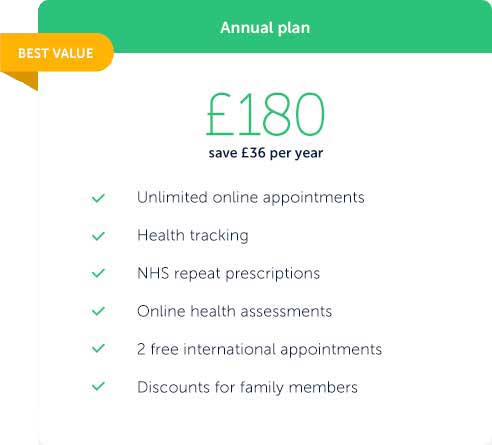 Annual plan
BEST VALUE
£180
save £36 per year
Unlimited online appointments
Health tracking
NHS repeat prescriptions
Online health assessments
2 free international appointments
Discounts for family members